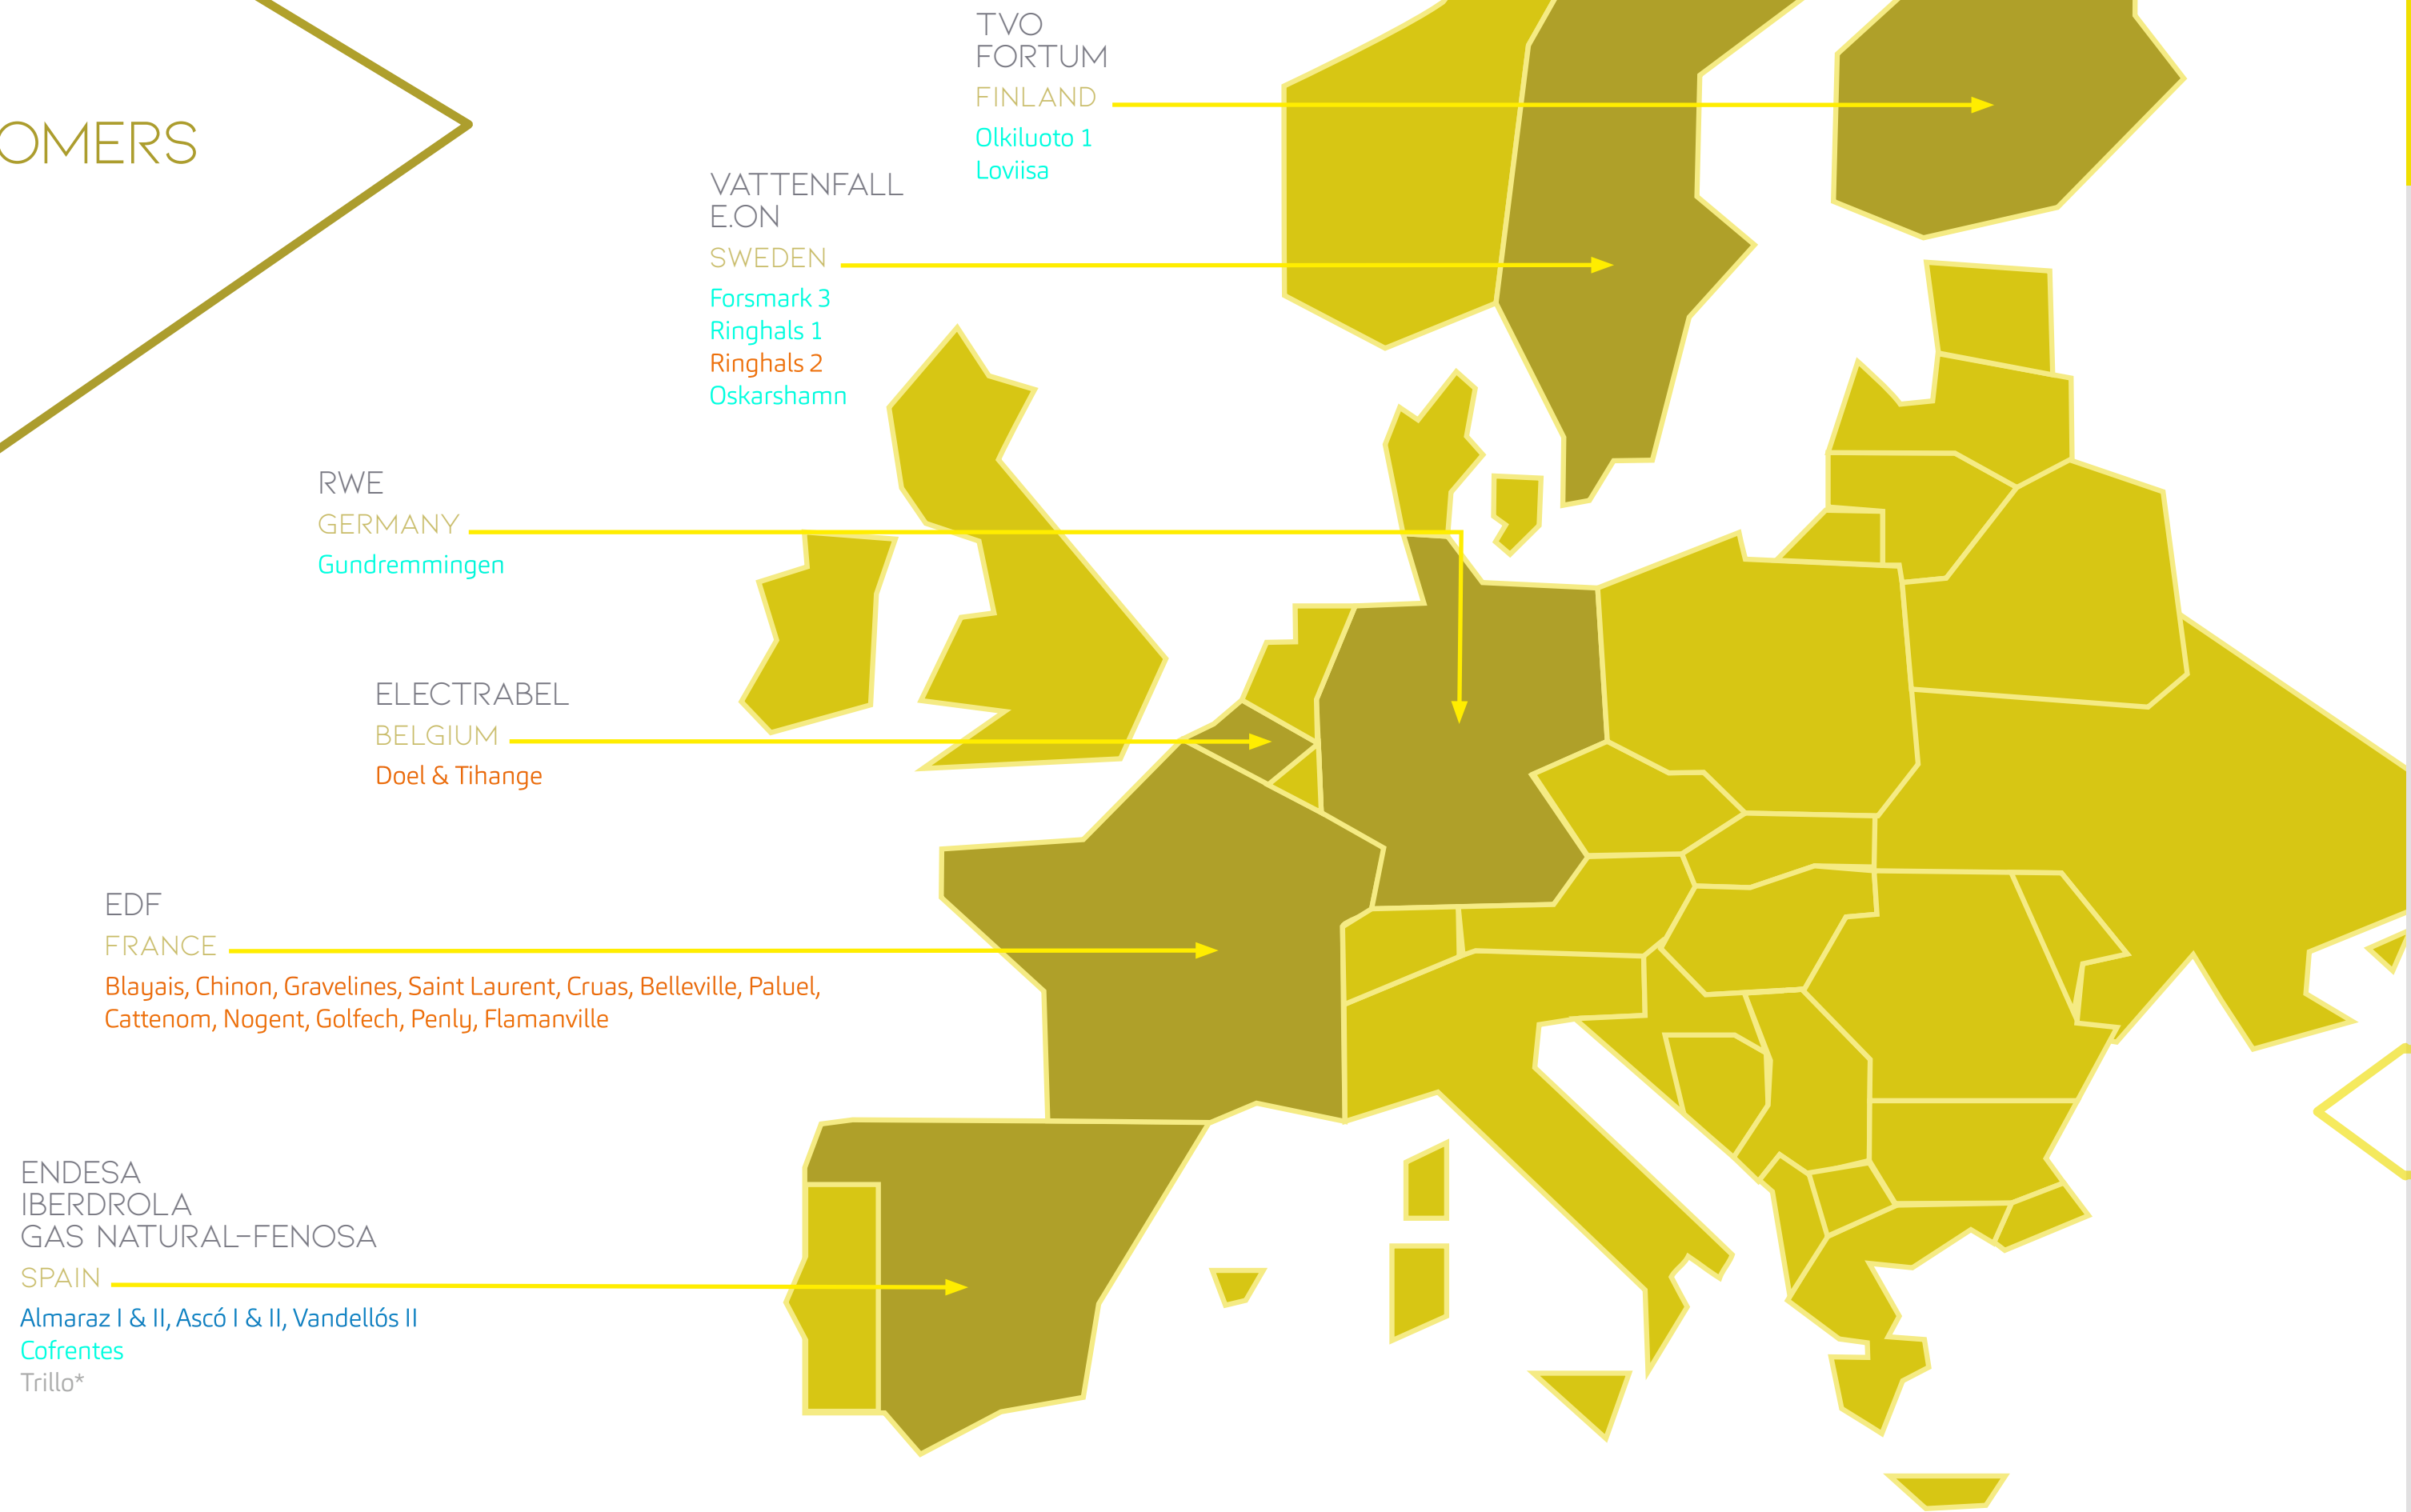 OMERS
TVO
FORTUM
FINLAND
Olkiluoto 1
Loviisa
VATTENFALL
E.ON
SWEDEN
Forsmark 3
Ringhals 1
Ringhals 2
Oskarshamn
RWE
GERMANY
Gundremmingen
ELECTRABEL
BELGIUM
Doel & Tihange
EDF
FRANCE
Blayais, Chinon, Gravelines, Saint Laurent, Cruas, Belleville, Paluel,
Cattenom, Nogent, Golfech, Penly, Flamanville
ENDESA
IBERDROLA
GAS NATURAL-FENOSA
SPAIN
Almaraz I & II, Ascó I & II, Vandellós II
Cofrentes
Trillo*